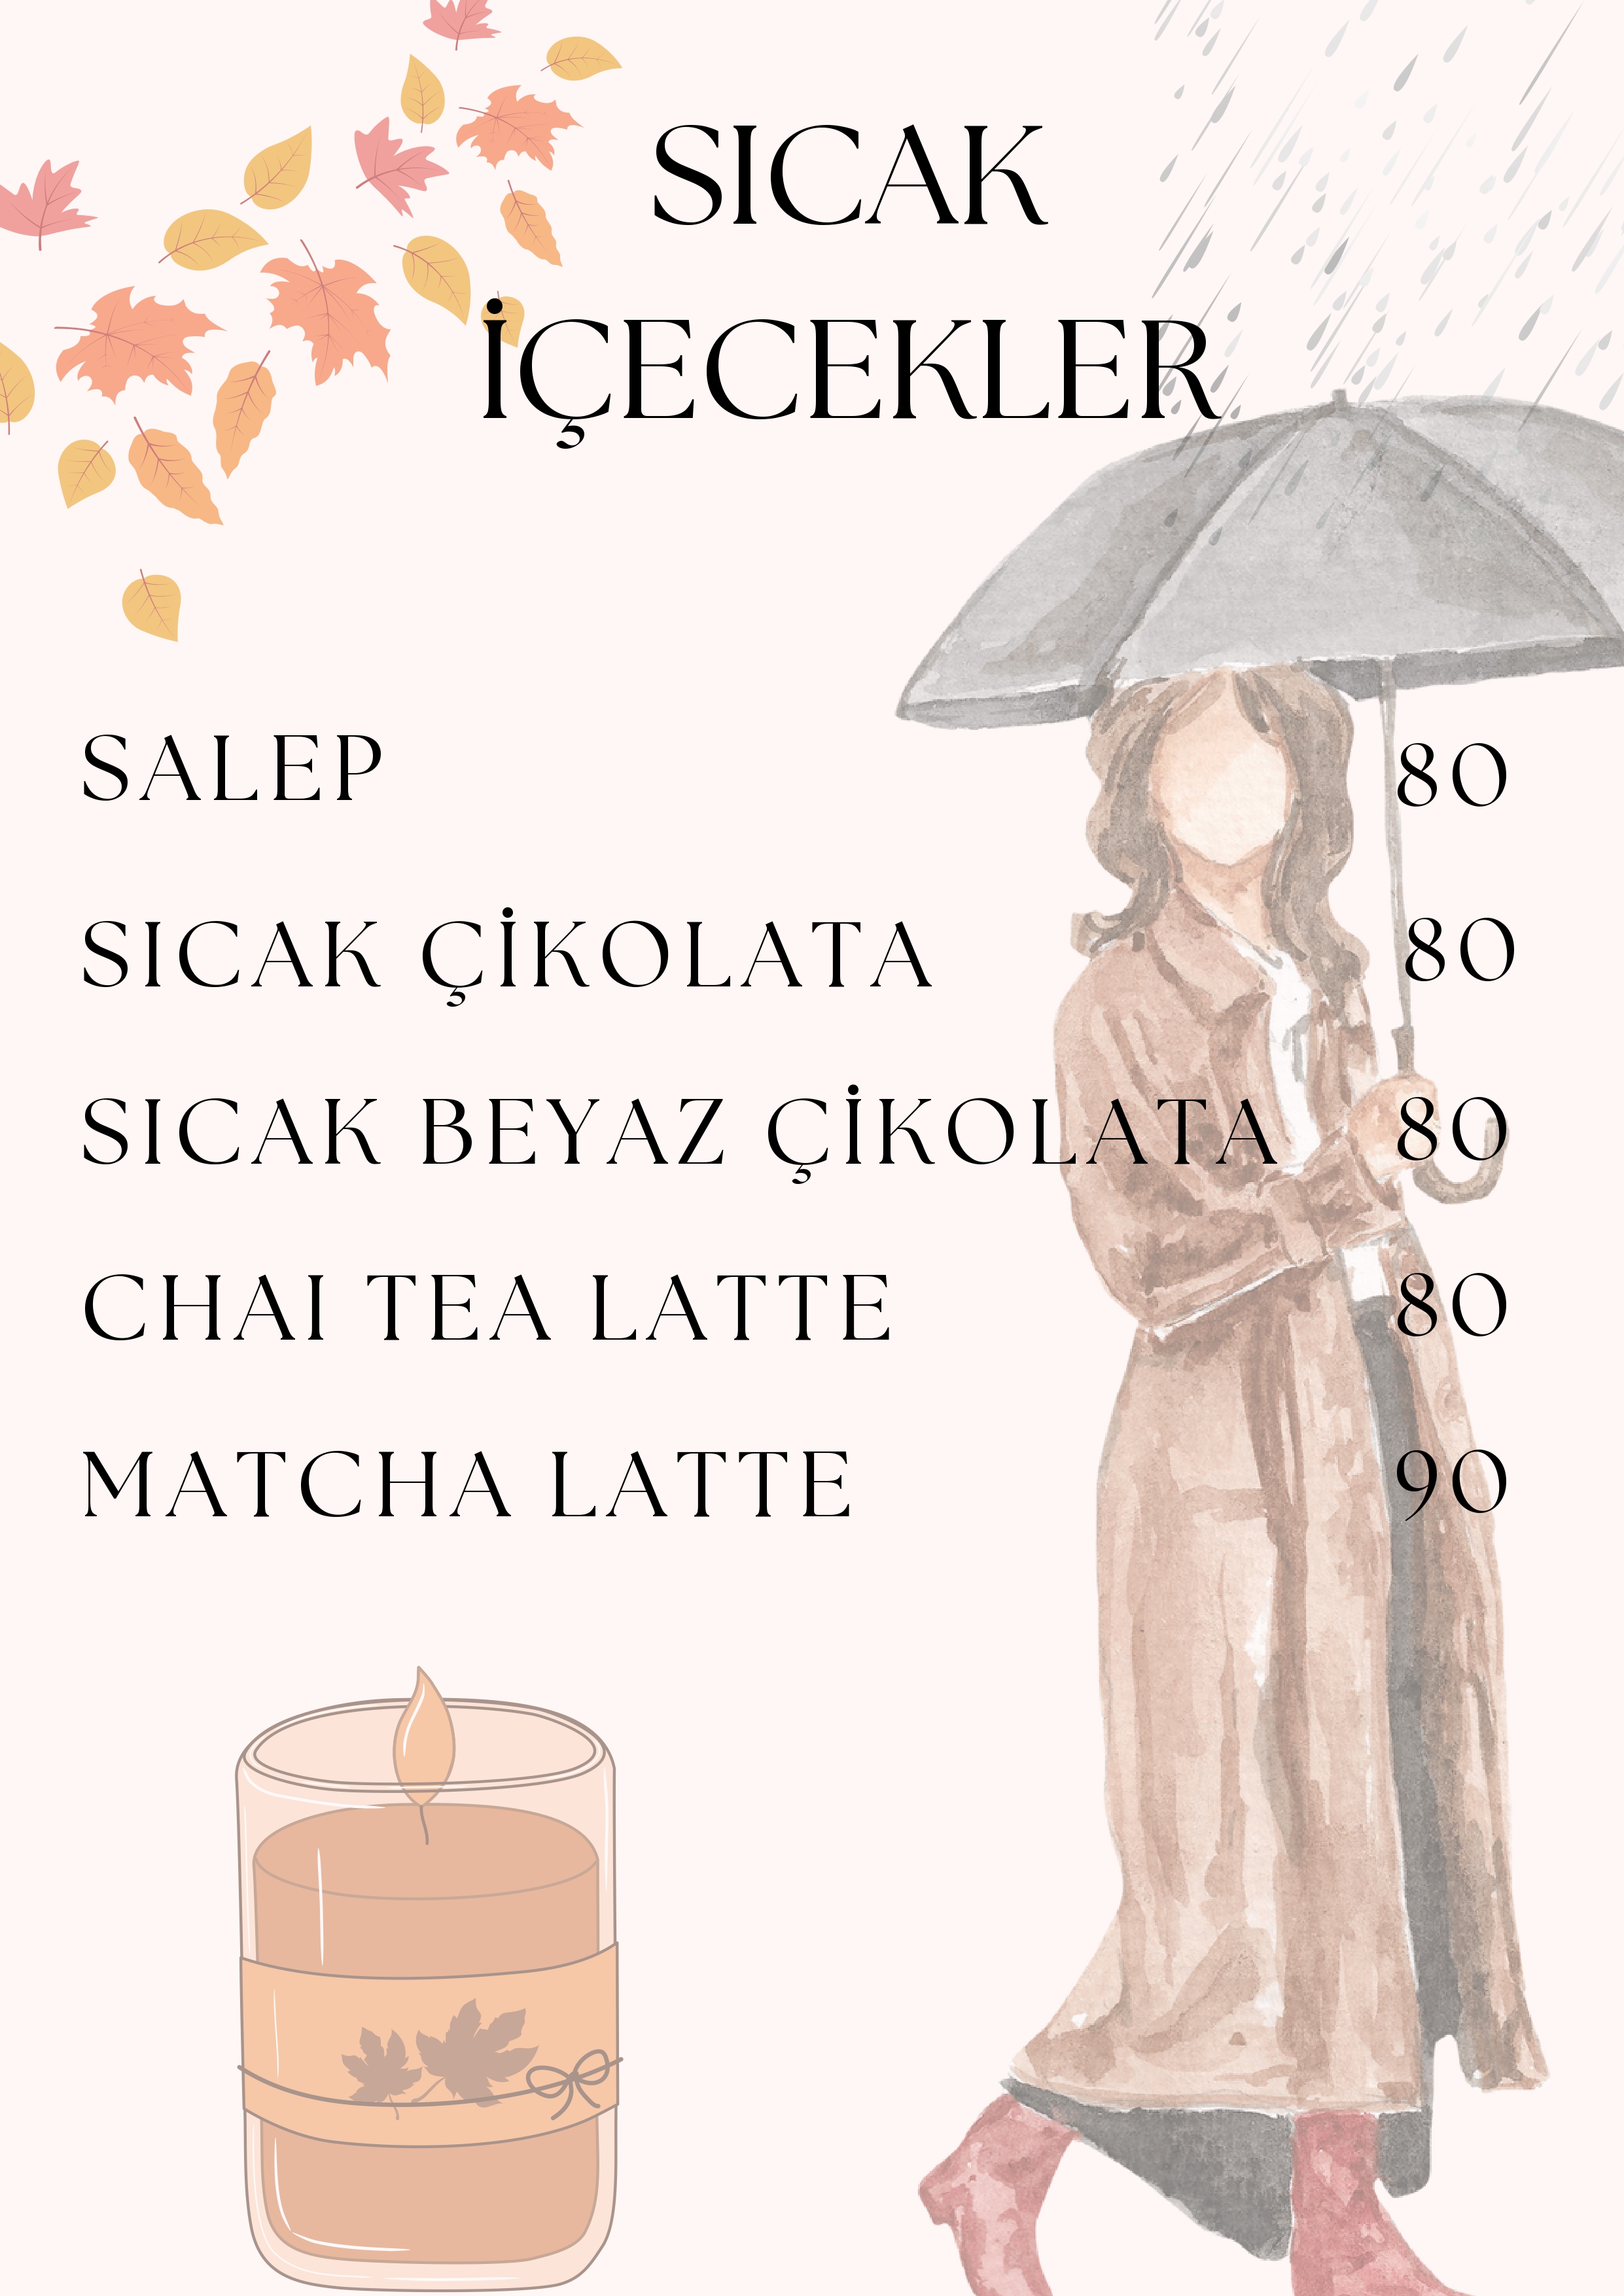 SICAK
İÇECEKLER
SALEP 80
SICAK ÇİKOLATA 80
SICAK BEYAZ ÇİKOLATA 80
CHAI TEA LATTE 80
MATCHA LATTE 90